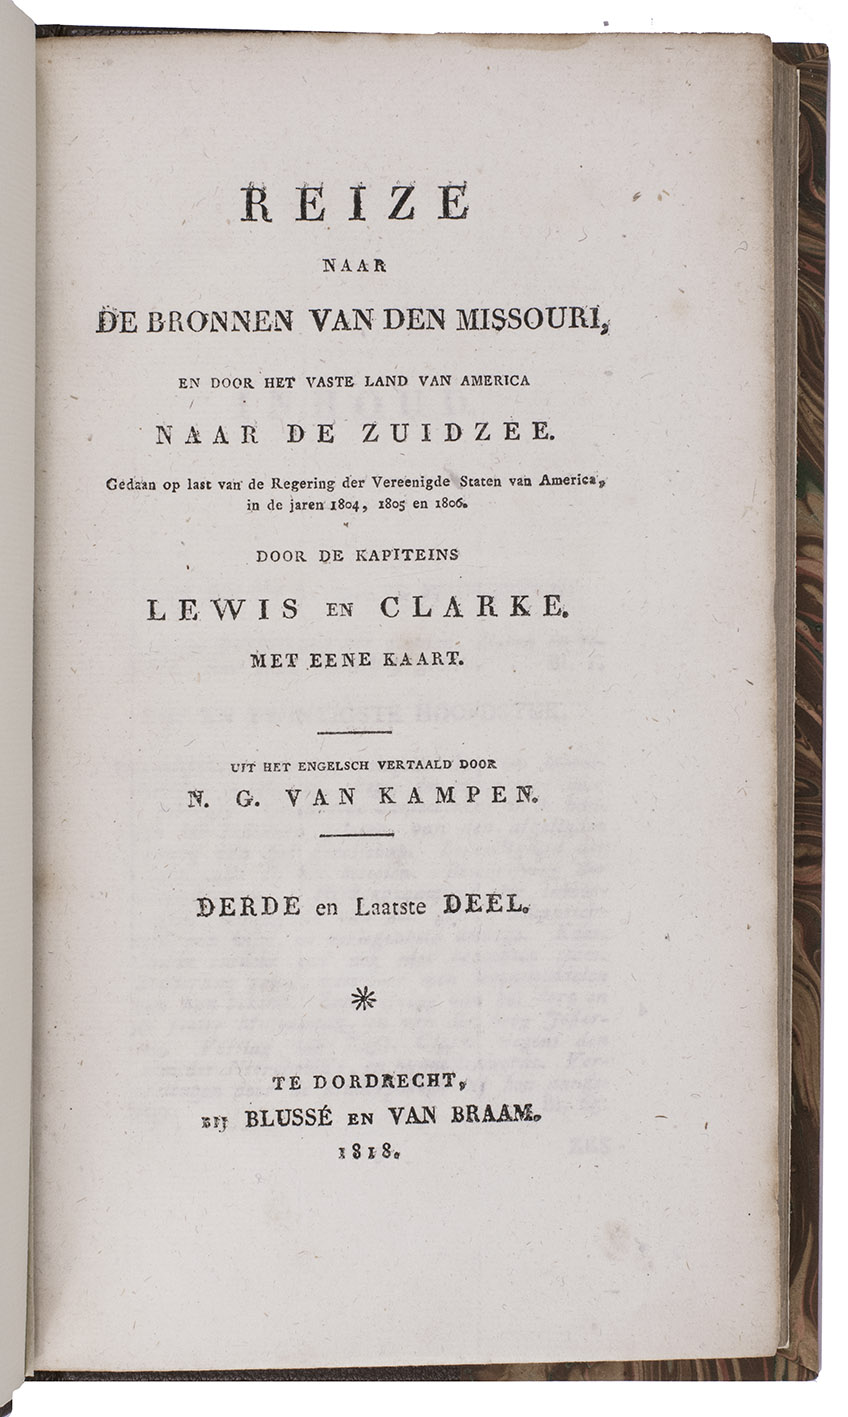 REIZE
NAAR
DE BRONNEN VAN DEN MISSOURI,
EN DOOR HET VASTE LAND VAN AMERICA
NAAR DE ZUIDZEE.
Gedaan op last van de Regering der Vereenigde Staten van America,
in de jaren 1804, 1805 en 1806.
DOOR DE KAPITEINS
LEWIS EN CLARKE.
MET EENE KAART.
UIT HET ENGELSCH VERTAALD DOOR
N. G. VAN KAMPEN.
DERDE en Laatste DEEL.
TE DORDRECHT,
BIJ BLUSSÉ EN VAN BRAAM.
1818.